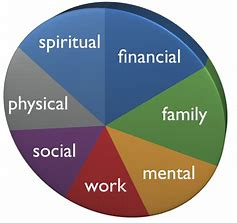 spiritual
financial
physical
family
social
mental
work